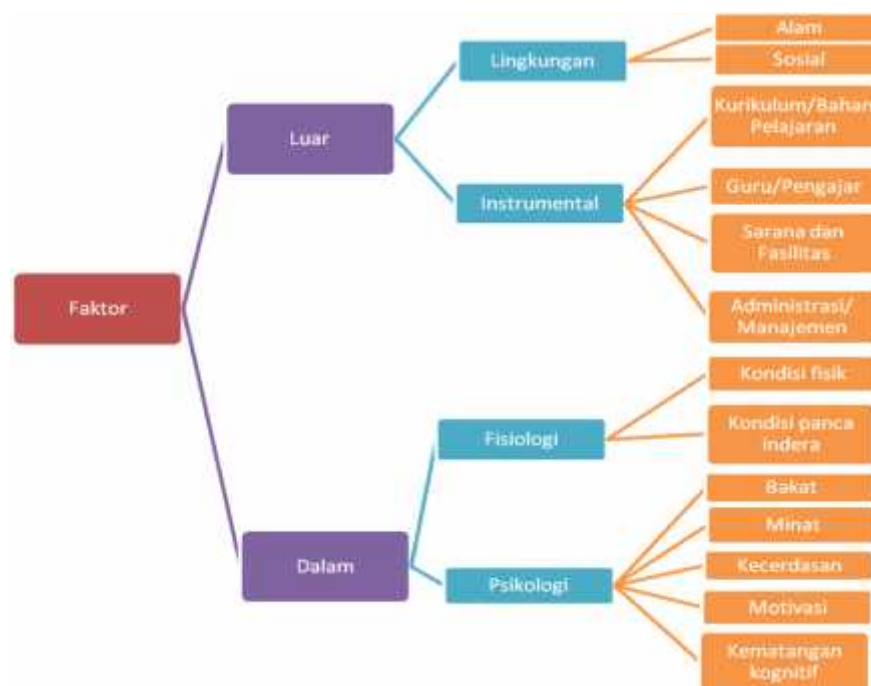 Faktor
Luar
Lingkungan
Alam
Sosial
Instrumental
Kurikulum/Bahan
Pelajaran
Guru/Pengajar
Sarana dan
Fasilitas
Administrasi/
Manajemen
Dalam
Fisiologi
Kondisi fisik
Kondisi panca
indera
Psikologi
Bakat
Minat
Kecerdasan
Motivasi
Kematangan
kognitif